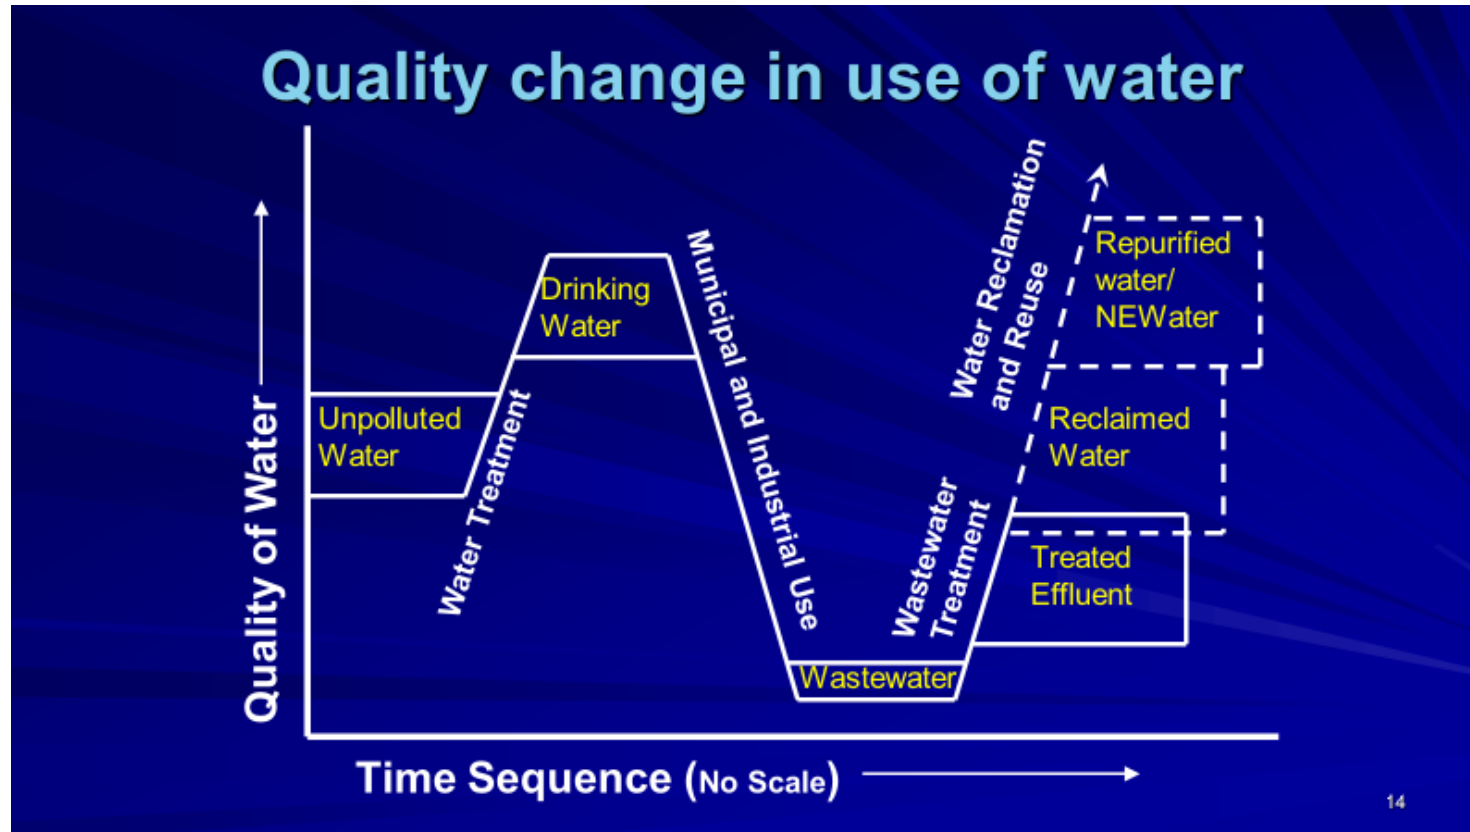 Quality change in use of water
Quality of Water
Unpolluted
Water
Water Treatment
Drinking
Water
Municipal and Industrial Use
Wastewater
Wastewater
Treatment
Water Reclamation
and Reuse
Repurified
water/
NEWater
Reclaimed
Water
Treated
Effluent
Time Sequence (No Scale)
14